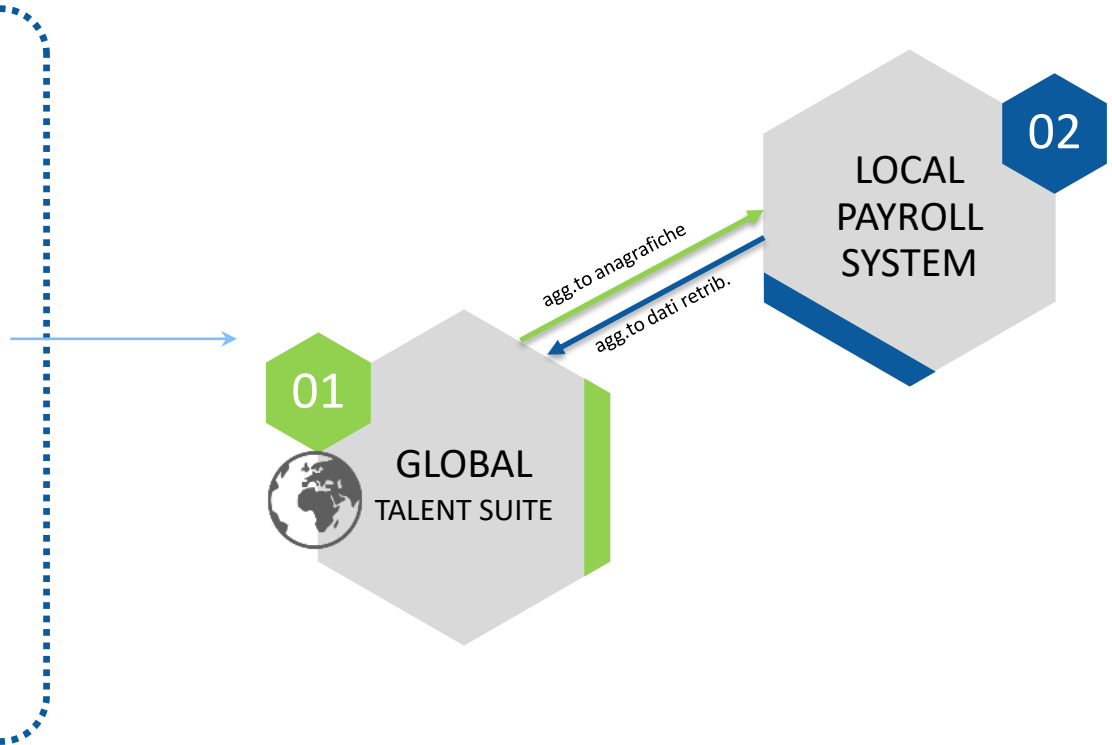 02
LOCAL
PAYROLL
SYSTEM
agg.to anagrafiche
agg.to dati retrib.
01
GLOBAL
TALENT SUITE